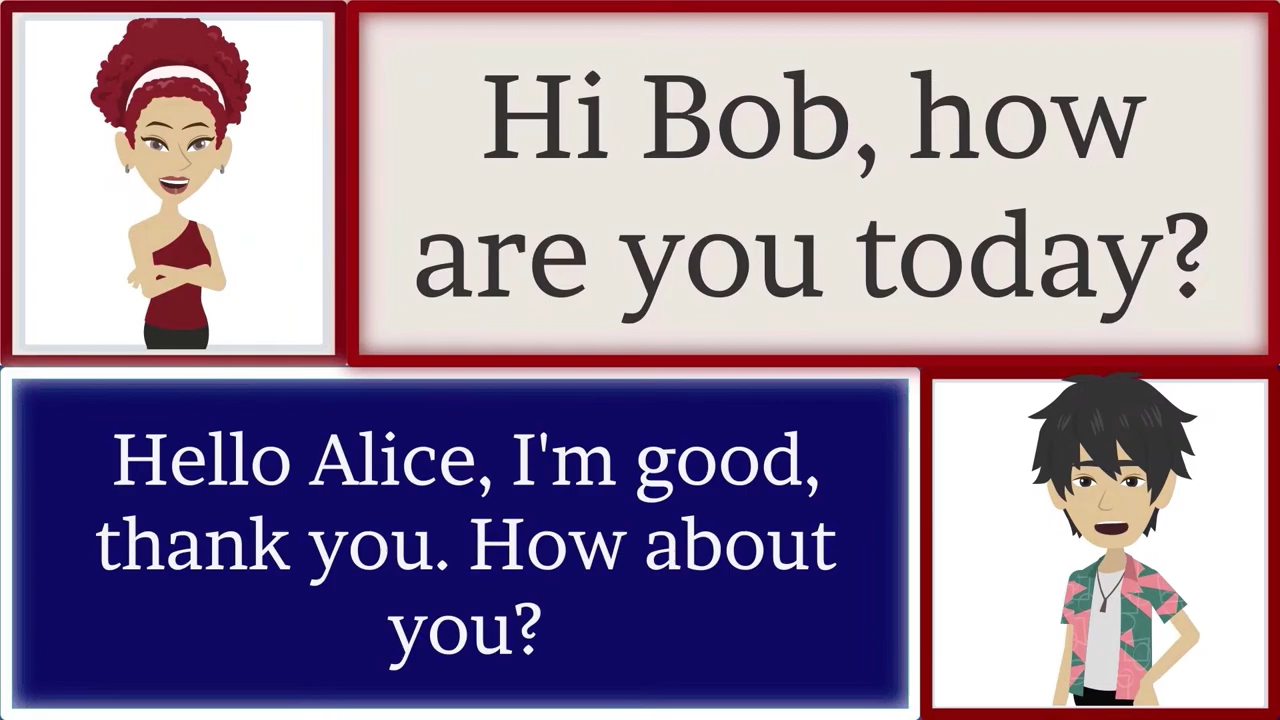 Hi Bob, how
are you today?
Hello Alice, I'm good,
thank you. How about
you?